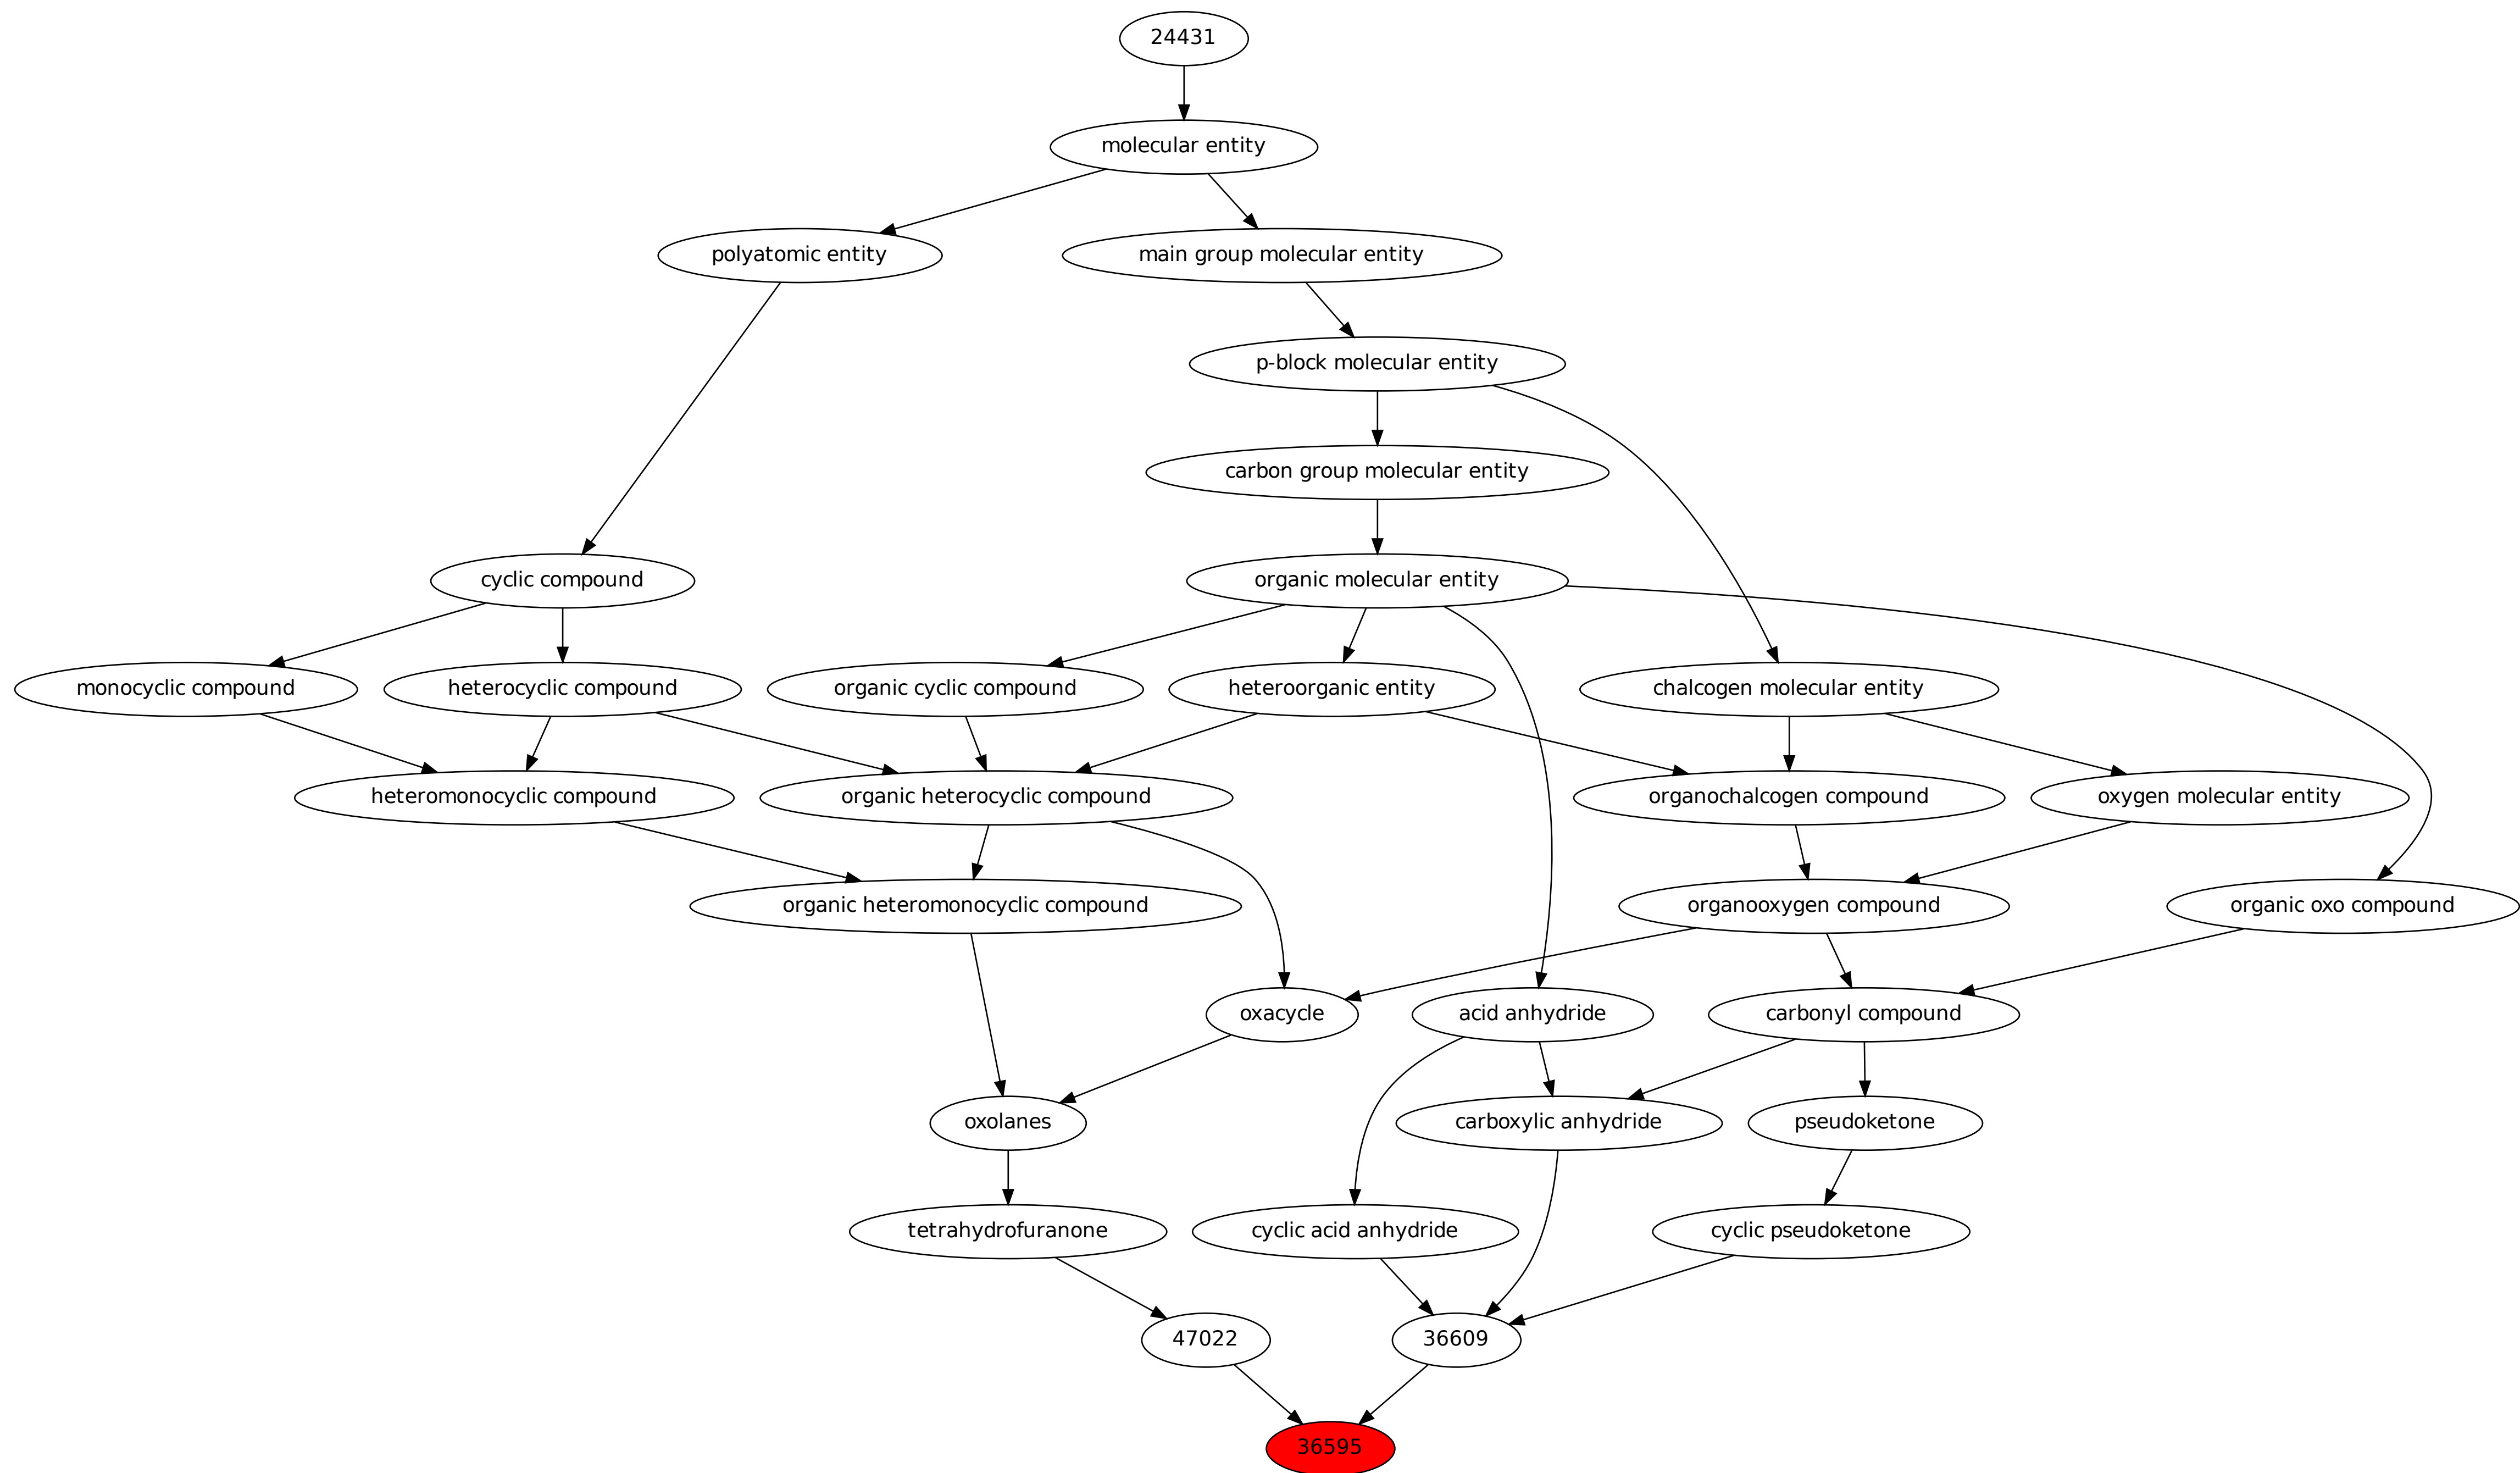 24431
molecular entity
polyatomic entity
main group molecular entity
p-block molecular entity
carbon group molecular entity
cyclic compound
organic molecular entity
monocyclic compound
heterocyclic compound
organic cyclic compound
heteroorganic entity
chalcogen molecular entity
heteromonocyclic compound
organic heterocyclic compound
organochalcogen compound
oxygen molecular entity
organic heteromonocyclic compound
organooxygen compound
organic oxo compound
oxacycle
acid anhydride
carbonyl compound
oxolanes
carboxylic anhydride
pseudoketone
tetrahydrofuranone
cyclic acid anhydride
cyclic pseudoketone
47022
36609
36595